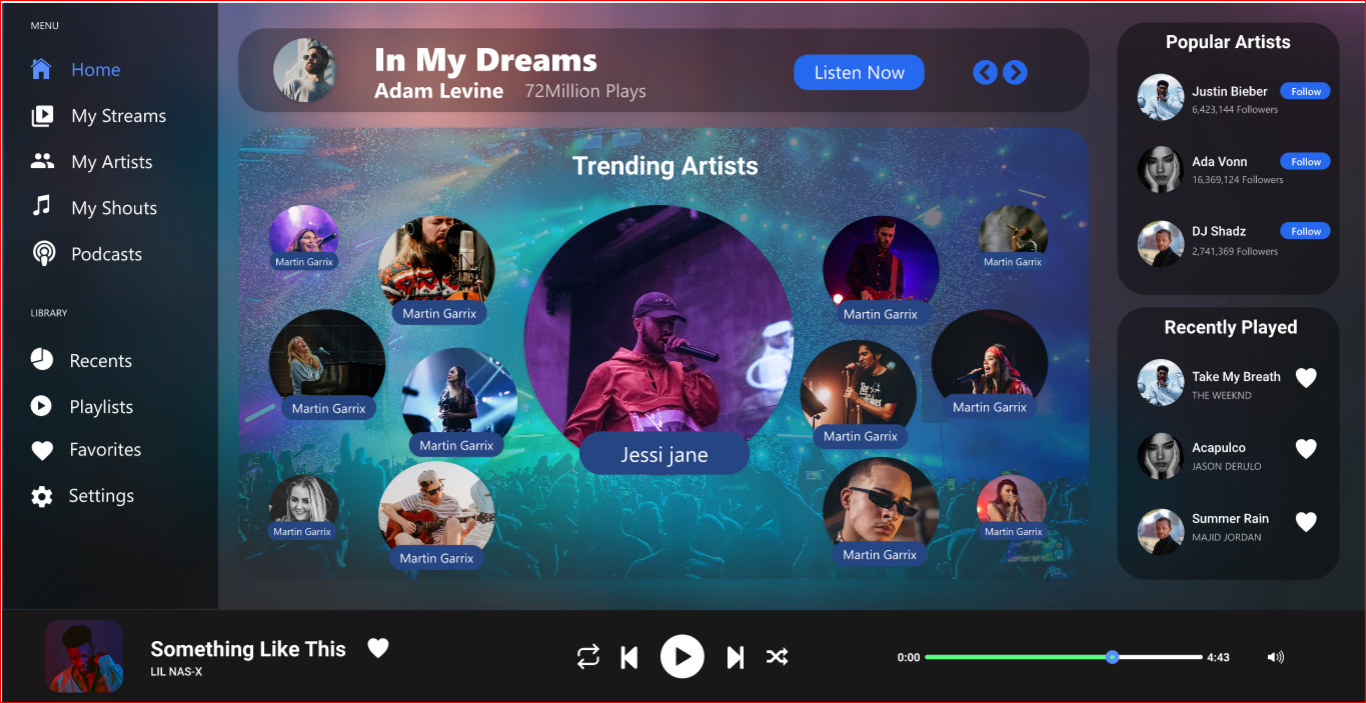 MENU
Home
My Streams
My Artists
My Shouts
Podcasts
LIBRARY
Recents
Playlists
Favorites
Settings
In My Dreams
Adam Levine 72Million Plays
Listen Now
Trending Artists
Martin Garrix
Martin Garrix
Martin Garrix
Martin Garrix
Martin Garrix
Martin Garrix
Jessi jane
Martin Garrix
Martin Garrix
Martin Garrix
Martin Garrix
Martin Garrix
Martin Garrix
Popular Artists
Justin Bieber Follow
6,423,144 Followers
Ada Vonn Follow
16,369,124 Followers
DJ Shadz Follow
2,741,369 Followers
Recently Played
Take My Breath
THE WEEKND
Acapulco
JASON DERULO
Summer Rain
MAJID JORDAN
Something Like This
LIL NAS-X
0:00 4:43